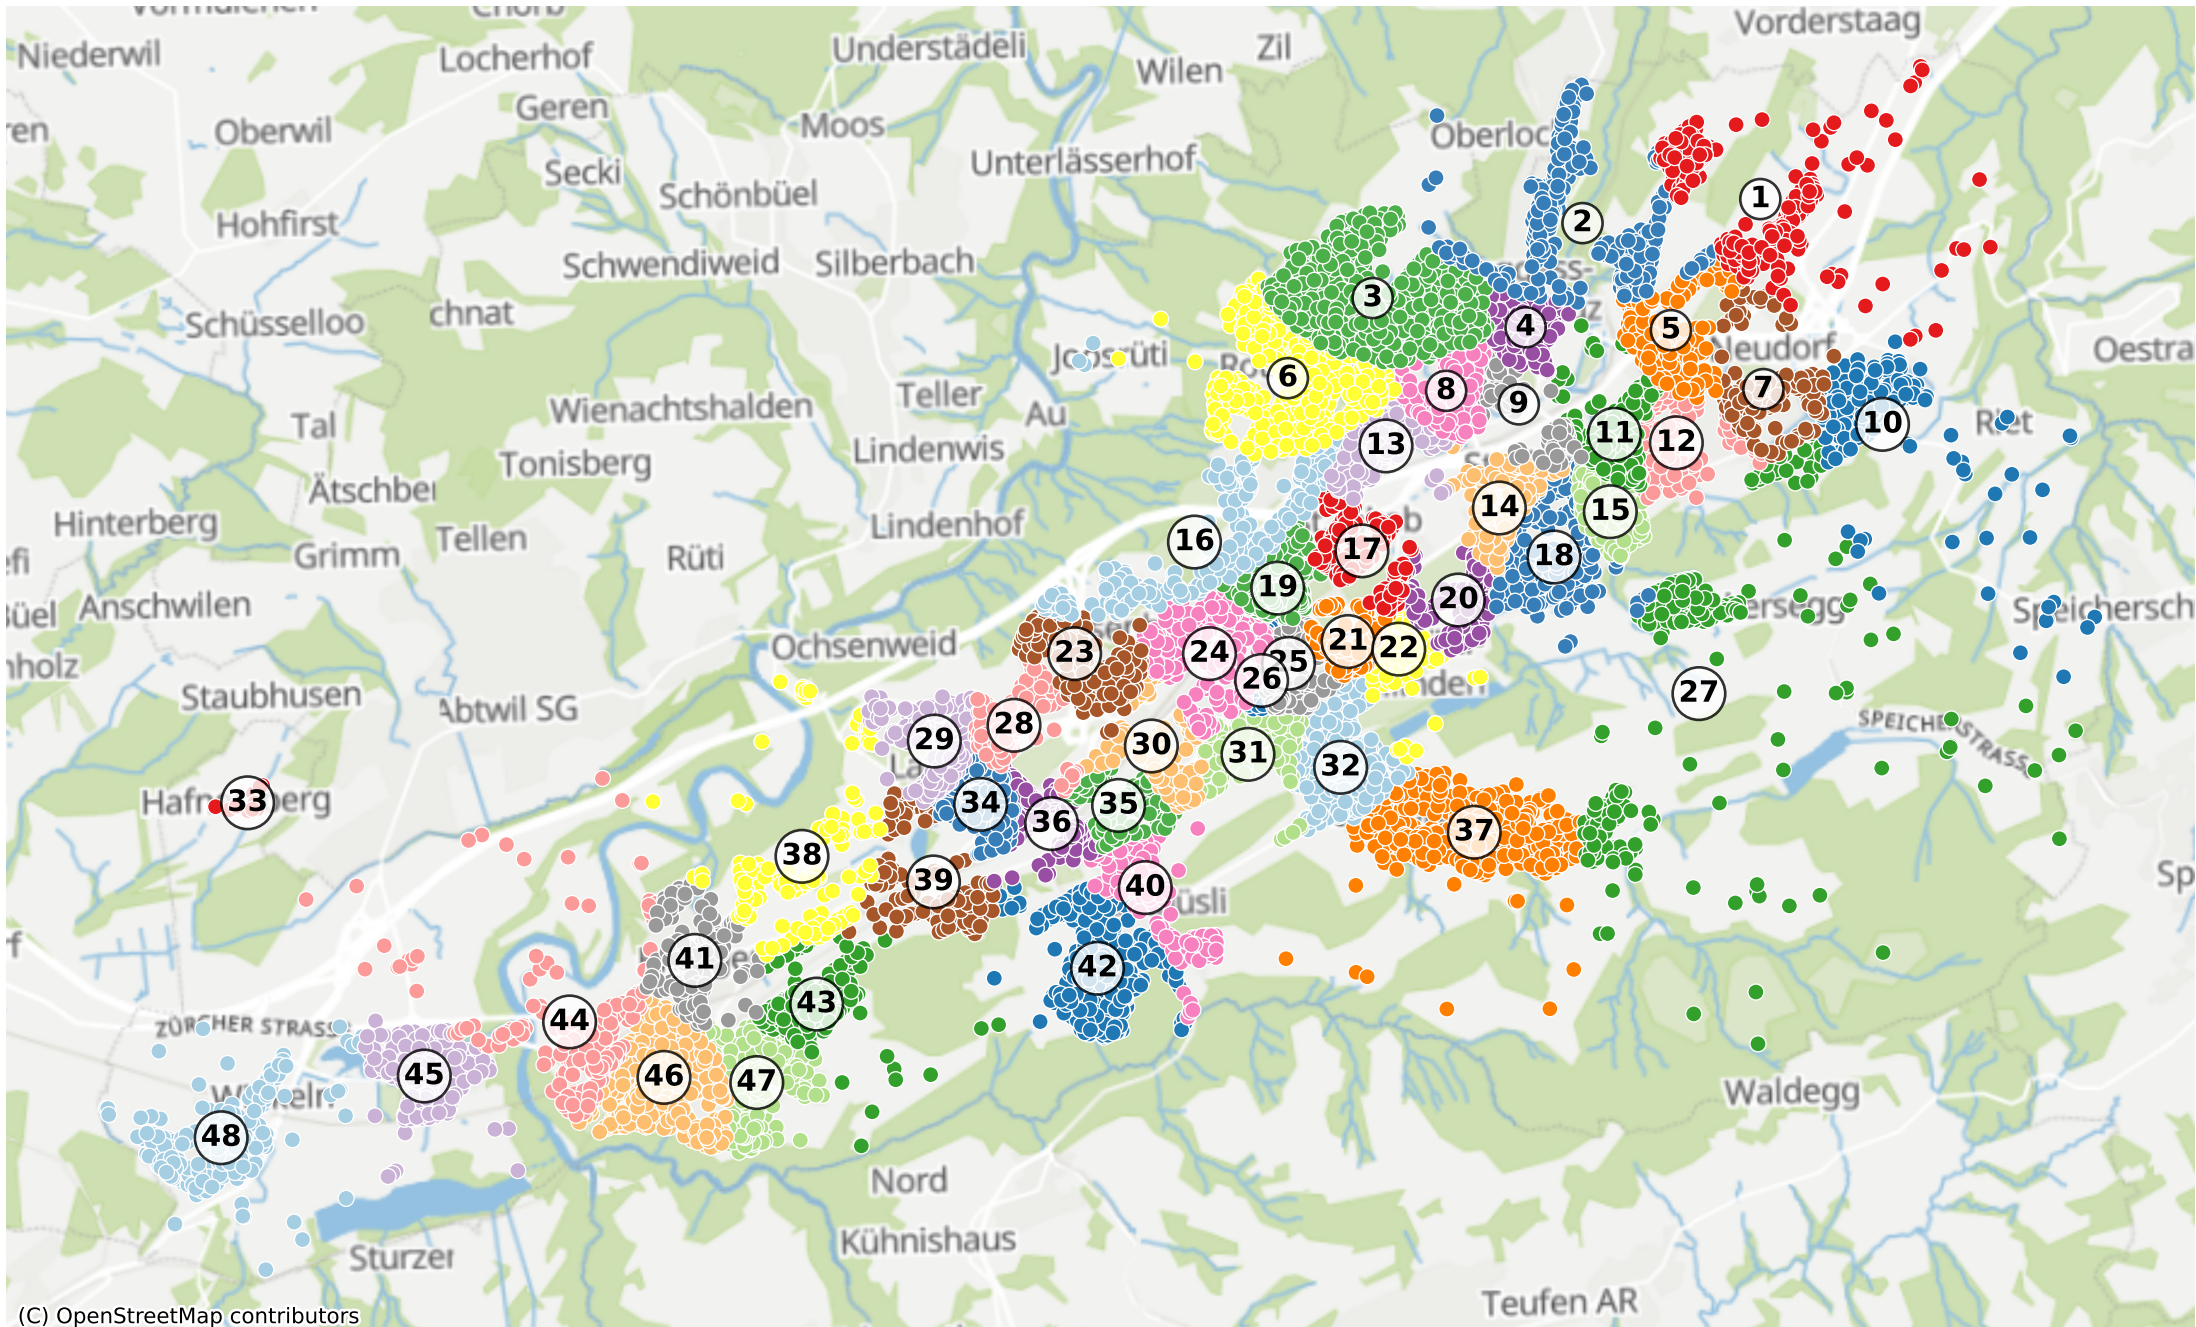 Vorderstaag
Niederwil
Locherhof
Understädeli
Zil
Wilen
Geren
Oberwil
Moos
Unterlässerhof
Secki
Schönbüel
1
Hohfirst
2
Schwendiweid
Silberbach
3
Schüsselloo
chnat
4
5
Neudorf
Oestra
6
Teller
7
8
Wienachtshalden
9
Au
Tal
Riet
10
11
12
13
Lindenwis
Tonisberg
14
15
Hinterberg
Lindenhof
Tellen
16
17
Grimm
Rüti
18
19
20
Anschwilen
Speichersch
21
Ochsenweid
22
23
24
25
26
27
Staubhusen
Abtwil SG
SPEICHERSTRASSE
28
29
30
31
32
33
34
35
36
37
38
39
40
41
42
43
44
ZÜRCHER STRASS
45
46
47
Waldegg
48
Nord
Kühnishaus
Teufen AR
(C) OpenStreetMap contributors